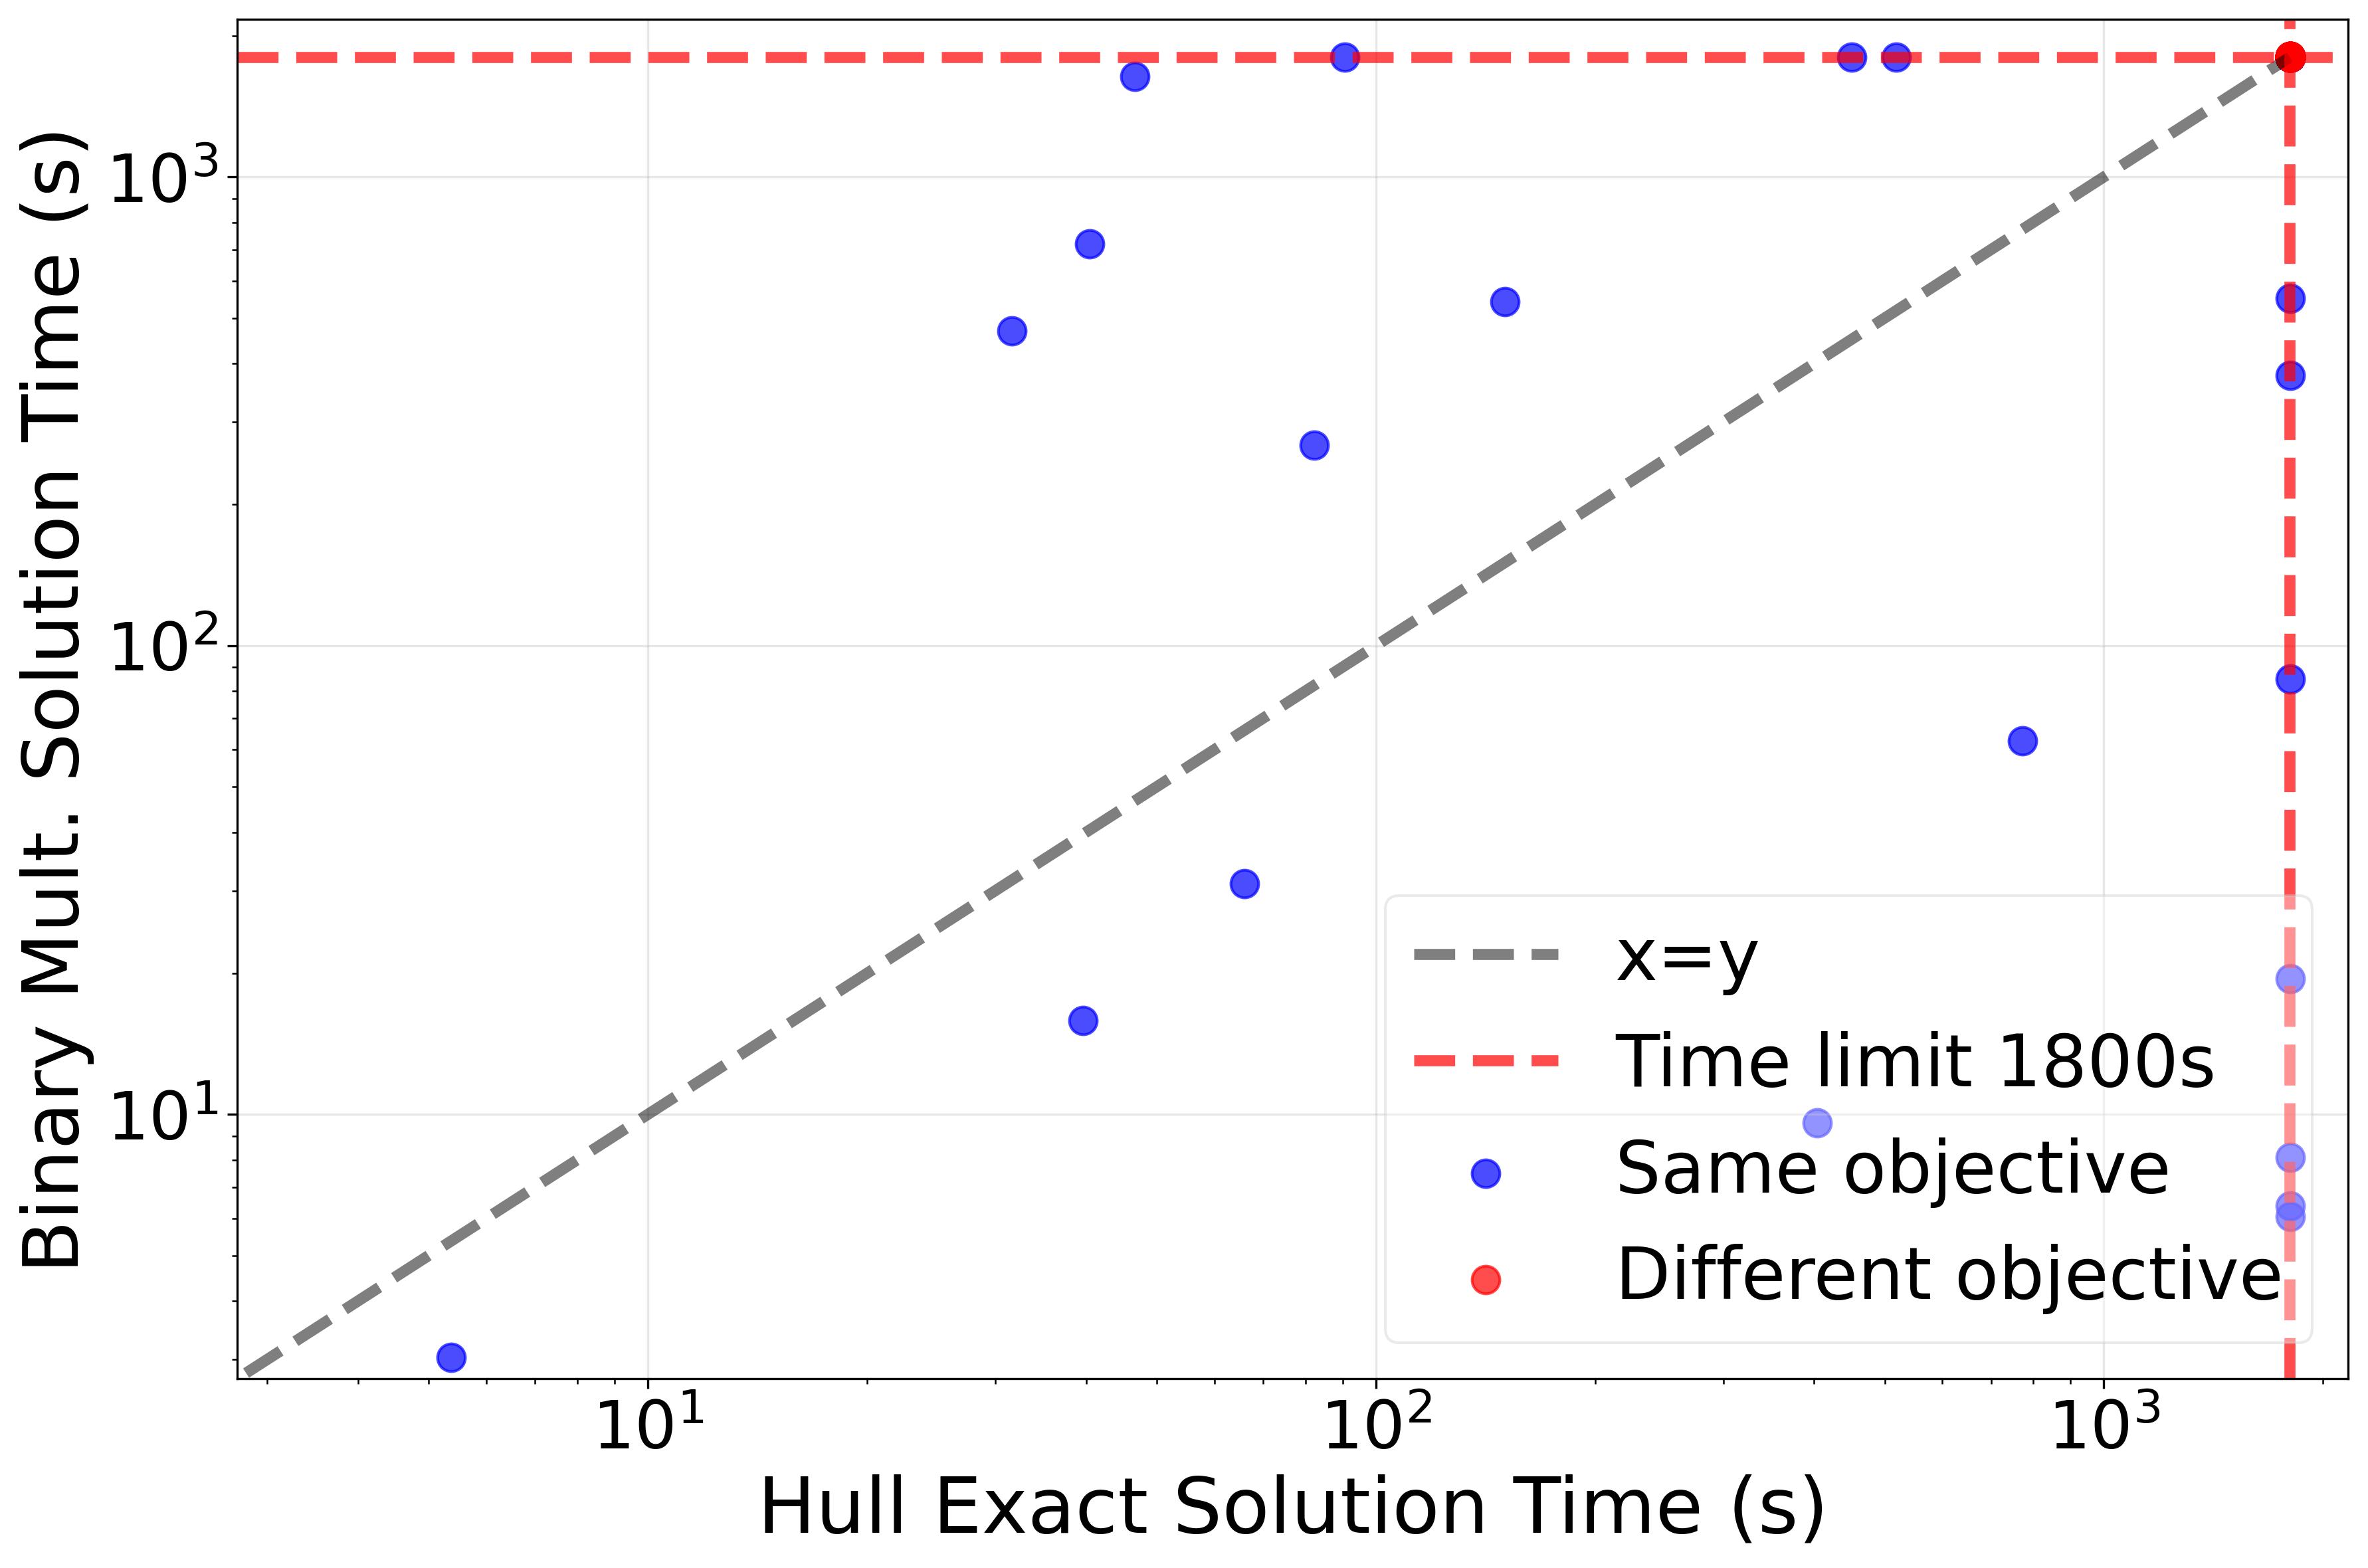 Binary Mult. Solution Time (s)
10³
10²
10¹
x=y
Time limit 1800s
Same objective
Different objective
10¹
10²
10³
Hull Exact Solution Time (s)